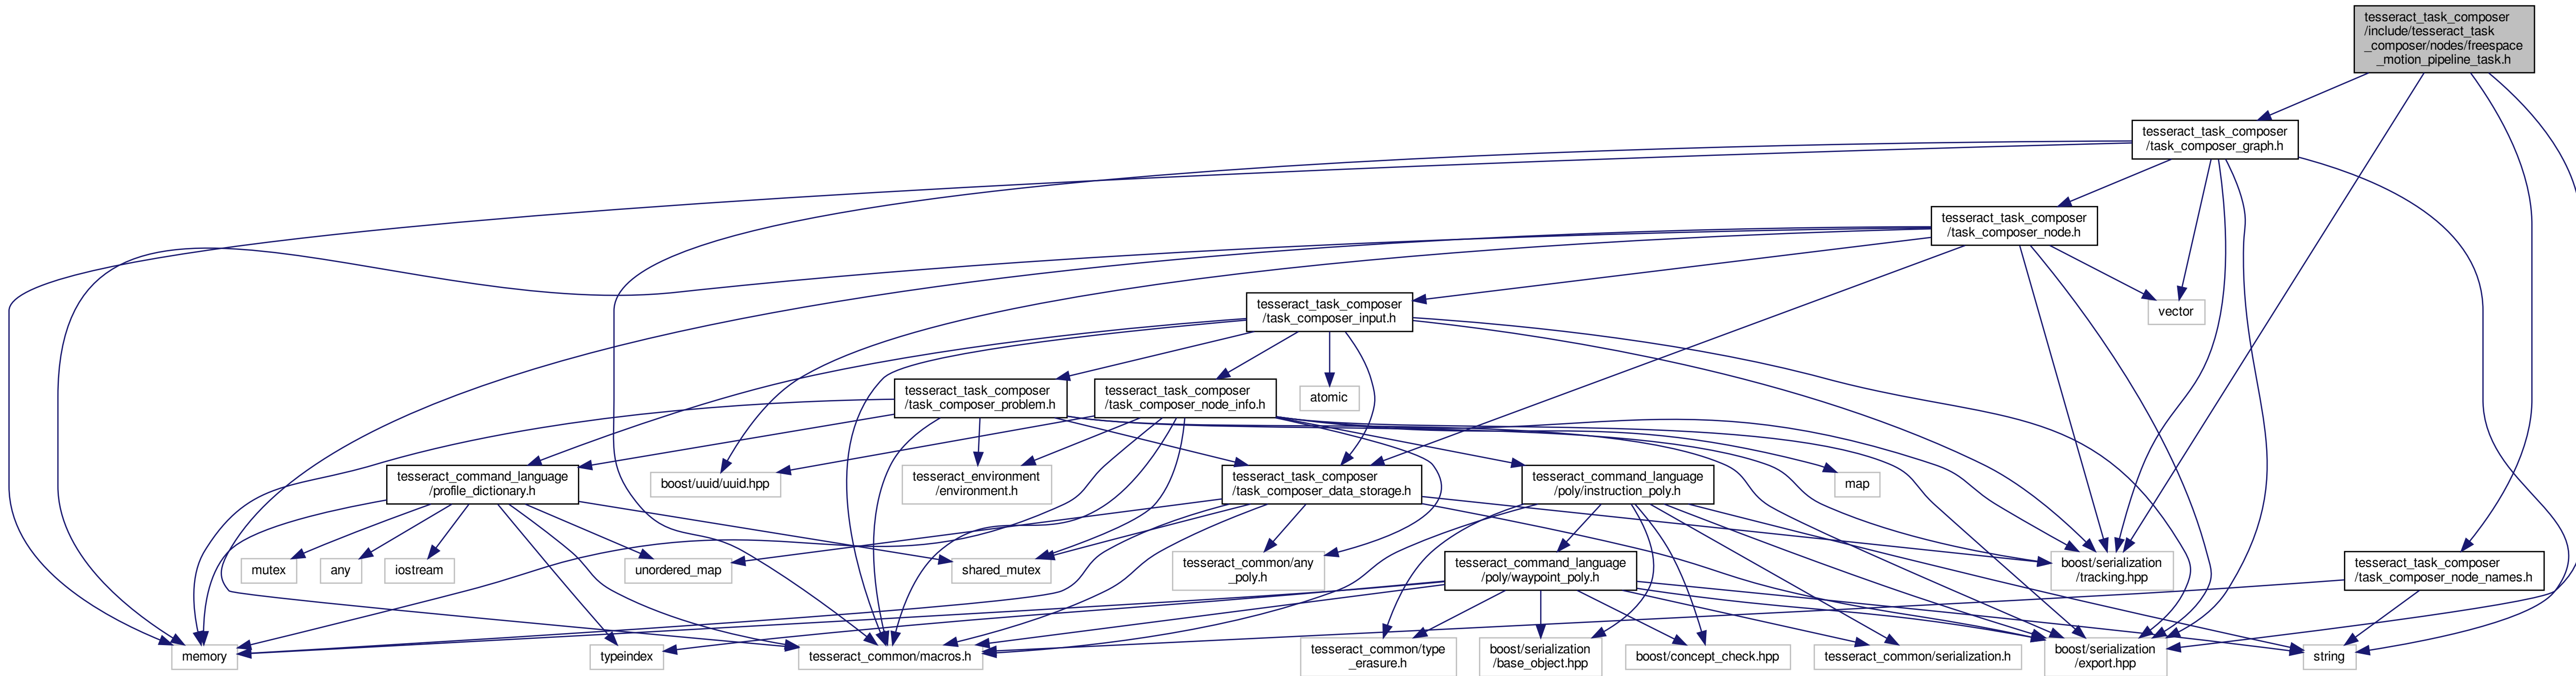 tesseract_task_composer
/include/tesseract_task
_composer/nodes/freespace
_motion_pipeline_task.h
tesseract_task_composer
/task_composer_graph.h
tesseract_task_composer
/task_composer_node.h
tesseract_task_composer
/task_composer_input.h
vector
tesseract_task_composer
/task_composer_problem.h
tesseract_task_composer
/task_composer_node_info.h
atomic
tesseract_command_language
/profile_dictionary.h
boost/uuid/uuid.hpp
tesseract_environment
/environment.h
tesseract_task_composer
/task_composer_data_storage.h
tesseract_command_language
/poly/instruction_poly.h
map
mutex
any
iostream
unordered_map
shared_mutex
tesseract_common/any
_poly.h
tesseract_command_language
/poly/waypoint_poly.h
boost/serialization
/tracking.hpp
tesseract_task_composer
/task_composer_node_names.h
memory
typeindex
tesseract_common/macros.h
tesseract_common/type
_erasure.h
boost/serialization
/base_object.hpp
boost/concept_check.hpp
tesseract_common/serialization.h
boost/serialization
/export.hpp
string